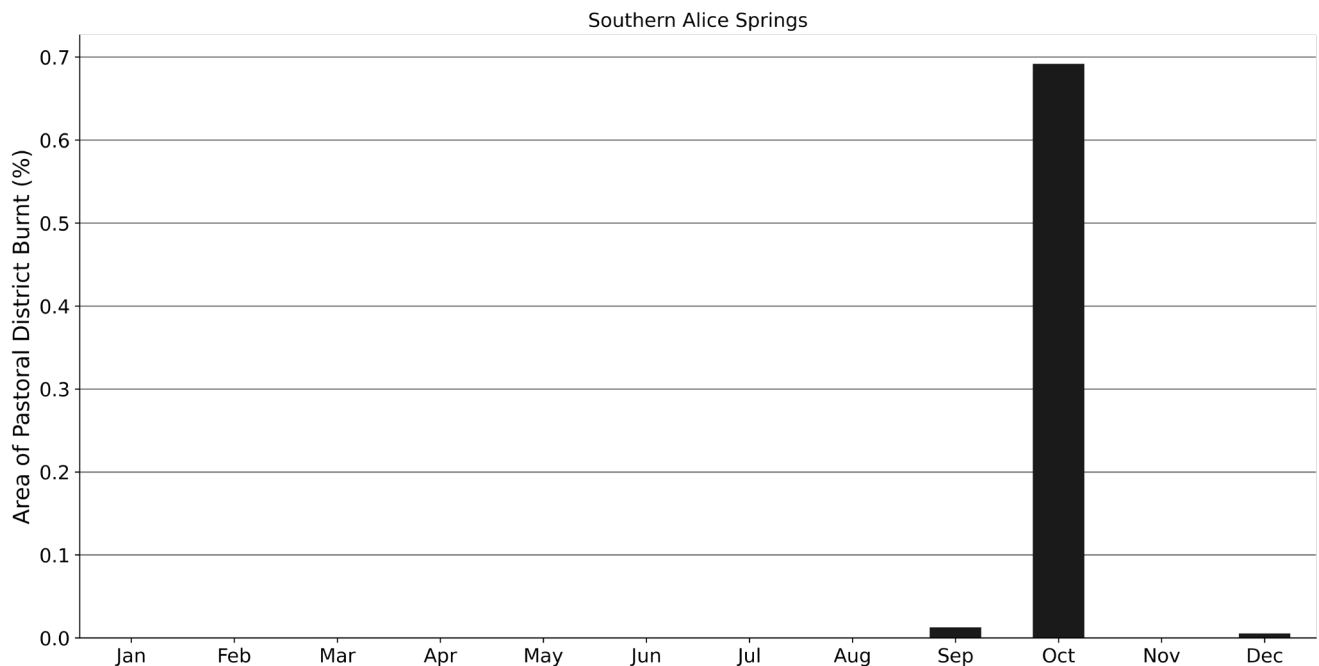 Southern Alice Springs
Area of Pastoral District Burnt (%)
0.7
0.6
0.5
0.4
0.3
0.2
0.1
0.0
Jan Feb Mar Apr May Jun Jul Aug Sep Oct Nov Dec